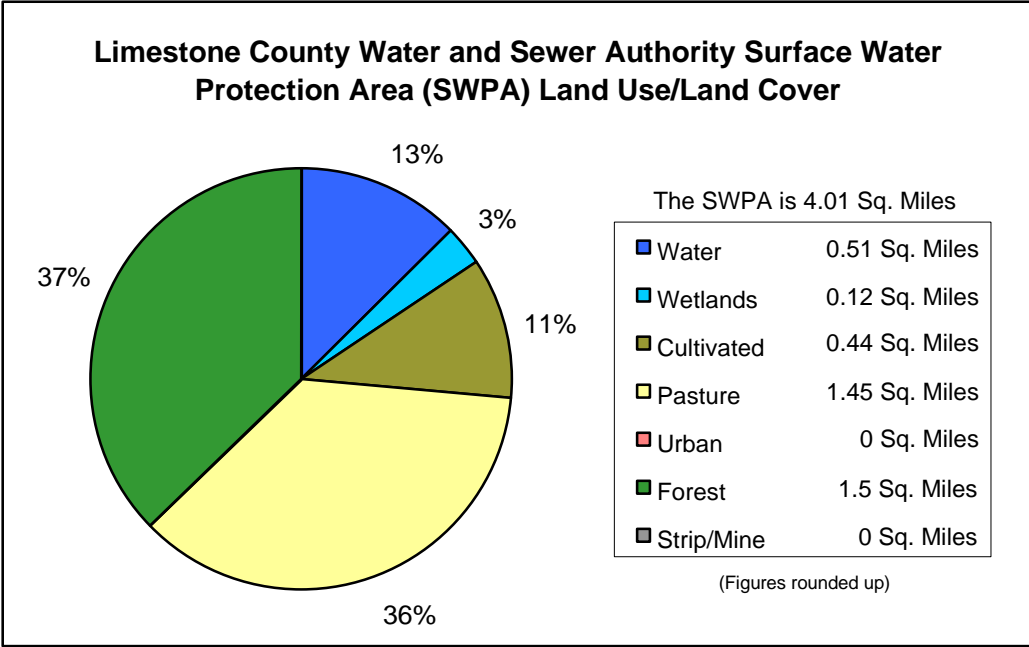 Limestone County Water and Sewer Authority Surface Water
Protection Area (SWPA) Land Use/Land Cover
13%
3%
11%
36%
37%
The SWPA is 4.01 Sq. Miles
Water 0.51 Sq. Miles
Wetlands 0.12 Sq. Miles
Cultivated 0.44 Sq. Miles
Pasture 1.45 Sq. Miles
Urban 0 Sq. Miles
Forest 1.5 Sq. Miles
Strip/Mine 0 Sq. Miles
(Figures rounded up)